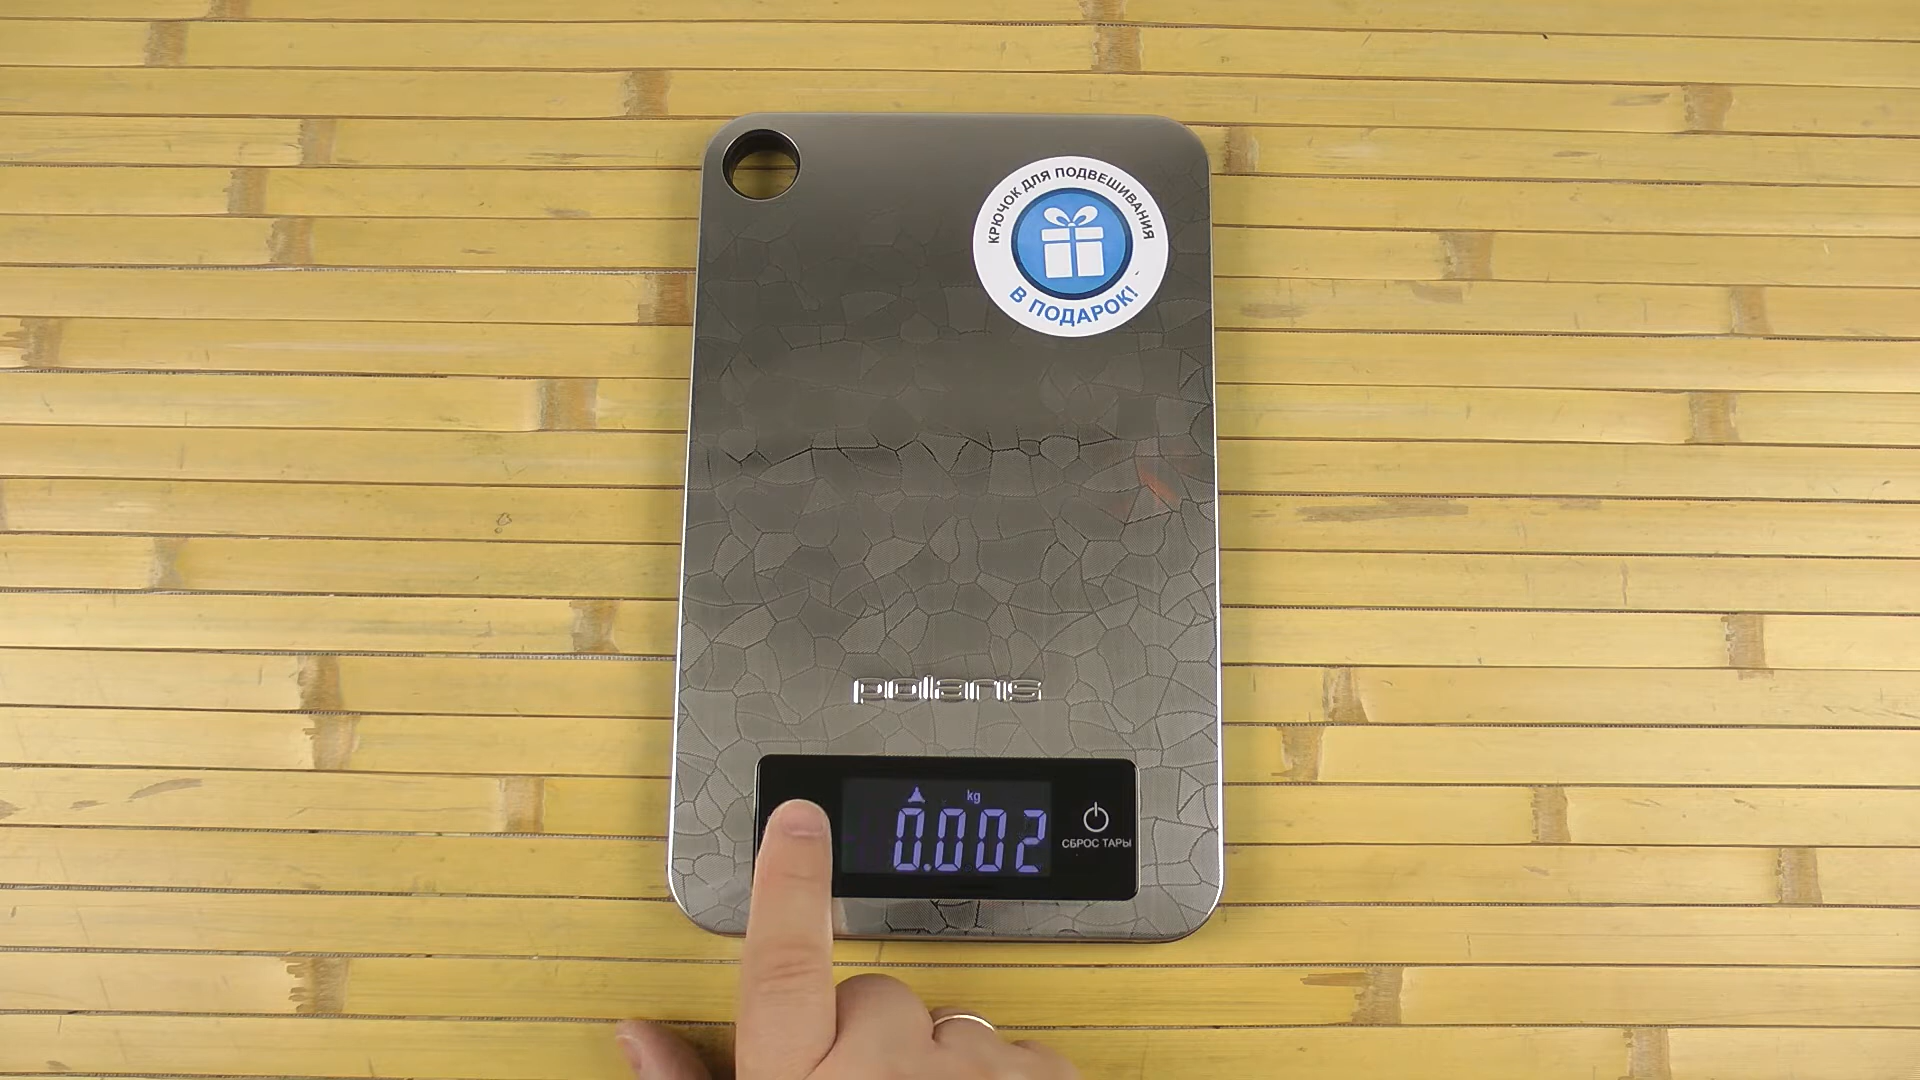 КРЮЧОК ДЛЯ ПОДВЕШИВАНИЯ
В ПОДАРОК!
polaris
kg
0.002
СБРОС ТАРЫ